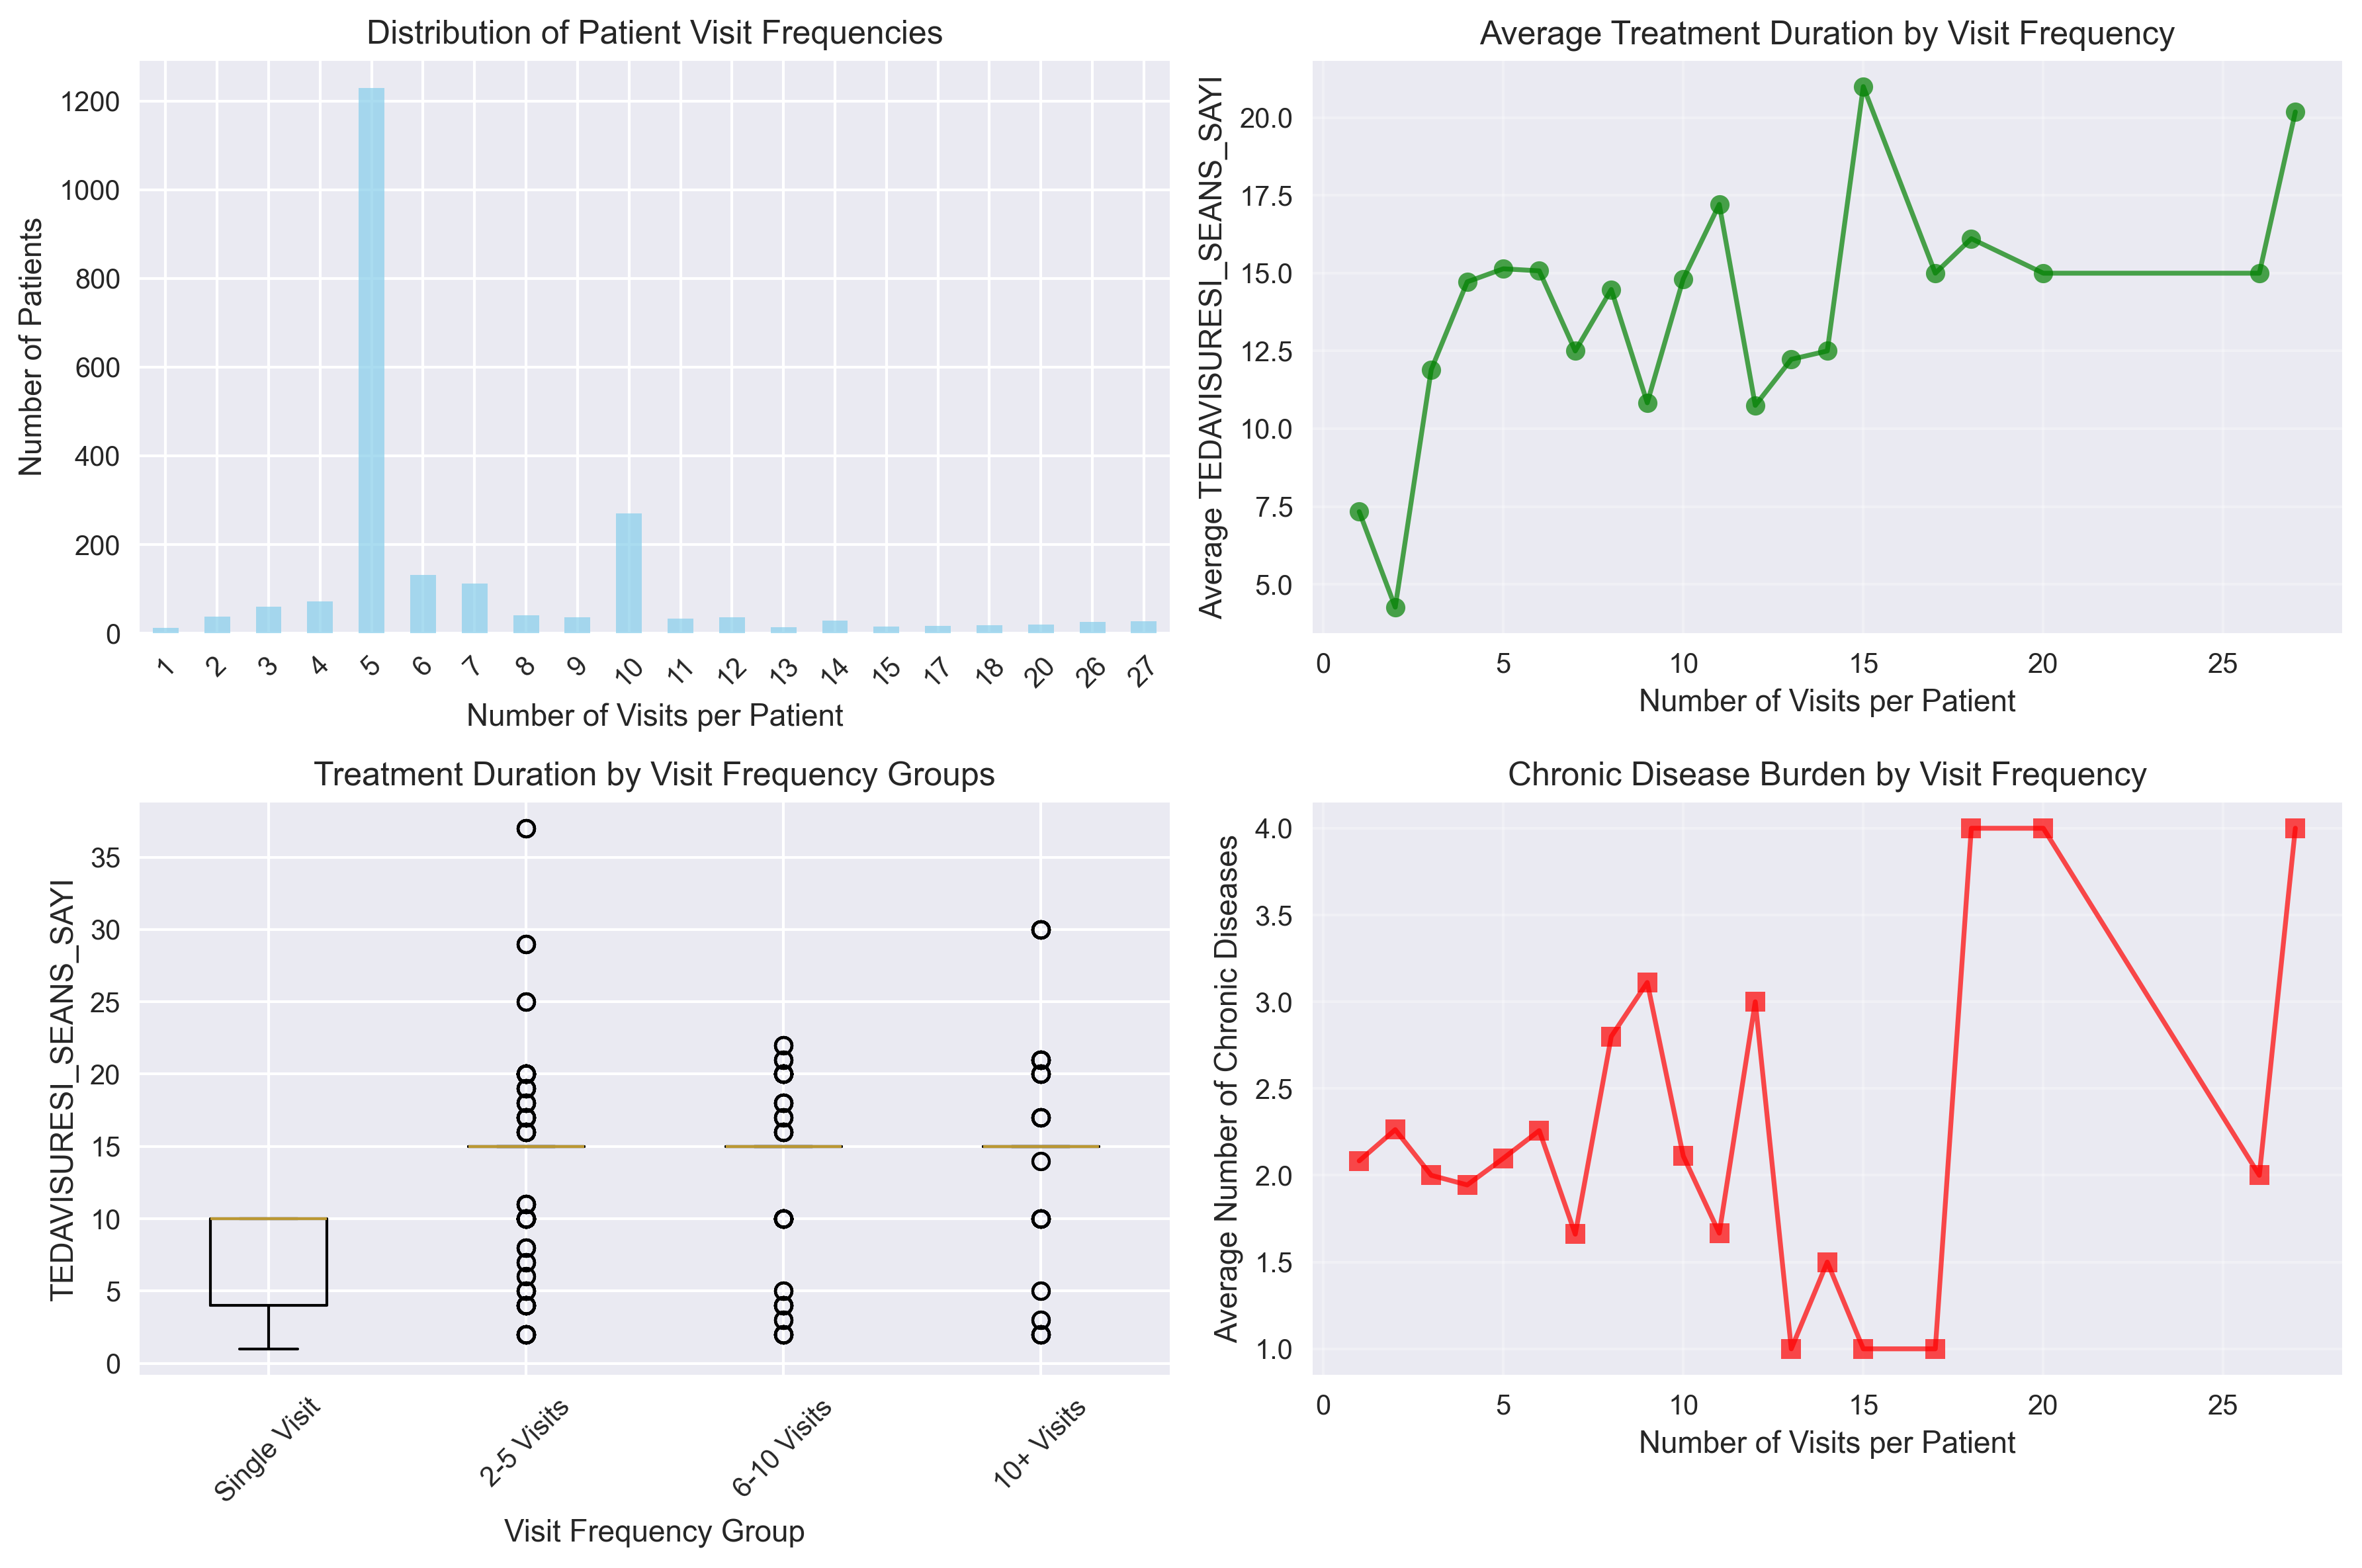 Distribution of Patient Visit Frequencies
Number of Patients
1200
1000
800
600
400
200
0
1 2 3 4 5 6 7 8 9 10 11 12 13 14 15 17 18 20 26 27
Number of Visits per Patient
Average Treatment Duration by Visit Frequency
Average TEDAVISURESI_SEANS_SAYI
20.0
17.5
15.0
12.5
10.0
7.5
5.0
0 5 10 15 20 25
Number of Visits per Patient
Treatment Duration by Visit Frequency Groups
TEDAVISURESI_SEANS_SAYI
35
30
25
20
15
10
5
0
Single Visit 2-5 Visits 6-10 Visits 10+ Visits
Visit Frequency Group
Chronic Disease Burden by Visit Frequency
Average Number of Chronic Diseases
4.0
3.5
3.0
2.5
2.0
1.5
1.0
0 5 10 15 20 25
Number of Visits per Patient